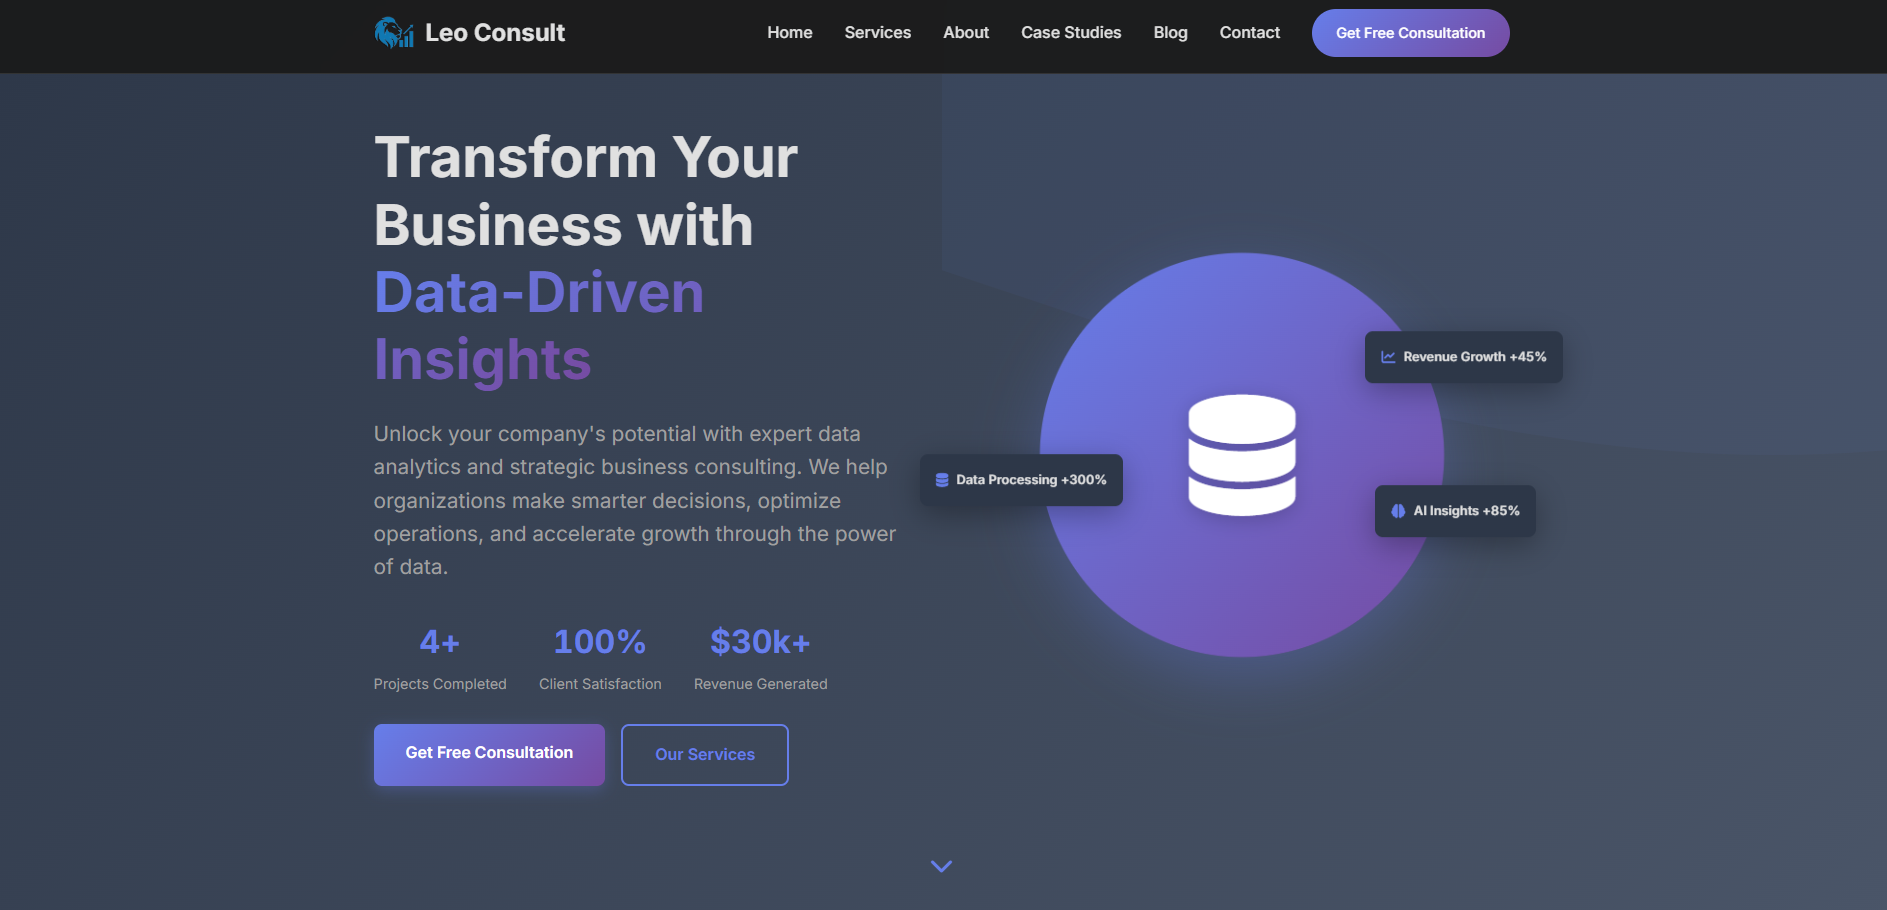 Leo Consult
Home
Services
About
Case Studies
Blog
Contact
Get Free Consultation
Transform Your
Business with
Data-Driven
Insights
Unlock your company's potential with expert data
analytics and strategic business consulting. We help
organizations make smarter decisions, optimize
operations, and accelerate growth through the power
of data.
4+
Projects Completed
100%
Client Satisfaction
$30k+
Revenue Generated
Get Free Consultation
Our Services
Revenue Growth +45%
Data Processing +300%
AI Insights +85%